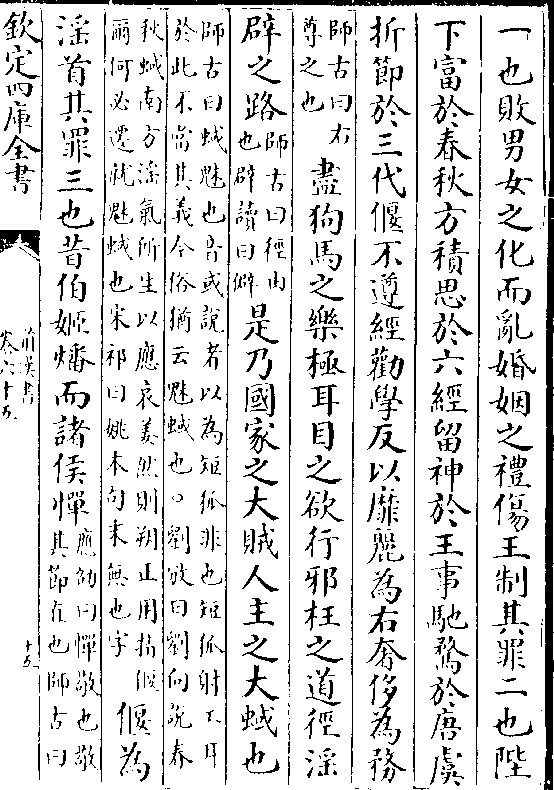 一也敗男女之化而亂婚姻之禮傷王制其罪二也陛
下富於春秋方積思於六經留神於王事馳騖於唐虞
折節於三代偃不遵經勸學反以靡麗為右奢侈為務
師古曰右
尊之也
盡狗馬之樂極耳目之欲行邪枉之道徑淫
辟之路
師古曰徑由
也辟讀曰僻
是乃國家之大賊人主之大蜮也
師古曰蜮魅也音或說者以為短狐非也短狐射工耳
於此不當其義今俗猶云魅蜮也○劉攽曰劉向說春
秋蜮南方淫氣所生以應哀姜然則朔正用指偃
爾何必遷就魅蜮也宋祁曰姚本句末無也字
偃為
淫首其罪三也昔伯姬燔而諸侯憚
應劭曰憚敬也敬
其節直也師古曰
欽定四庫全書
前漢書
卷六十五
十五